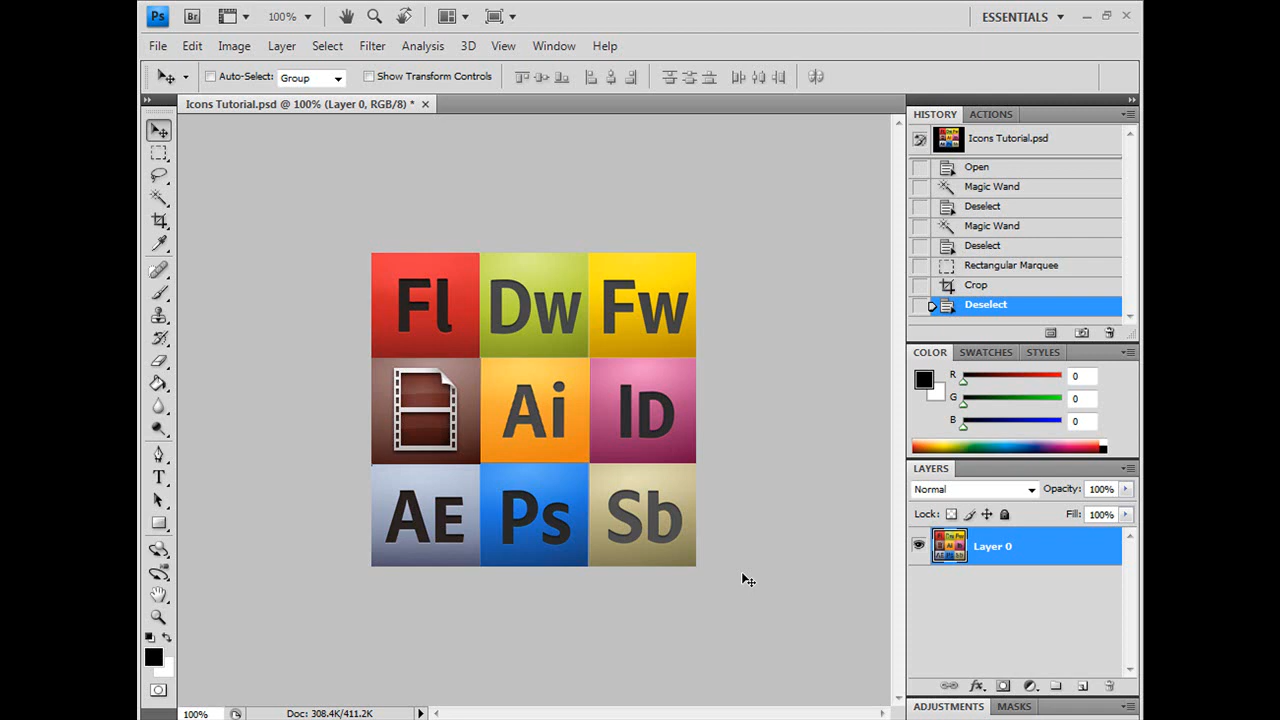 Ps Br 100% ESSENTIALS
File Edit Image Layer Select Filter Analysis 3D View Window Help
Auto-Select: Group Show Transform Controls
Icons Tutorial.psd @ 100% (Layer 0, RGB/8) *
HISTORY ACTIONS
Icons Tutorial.psd
Open
Magic Wand
Deselect
Magic Wand
Deselect
Rectangular Marquee
Crop
Deselect
Fl Dw Fw
Ai ID
AE Ps Sb
COLOR SWATCHES STYLES
R 0
G 0
B 0
LAYERS
Normal Opacity: 100%
Lock: Fill: 100%
Layer 0
ADJUSTMENTS MASKS
100% Doc: 308.4K/411.2K